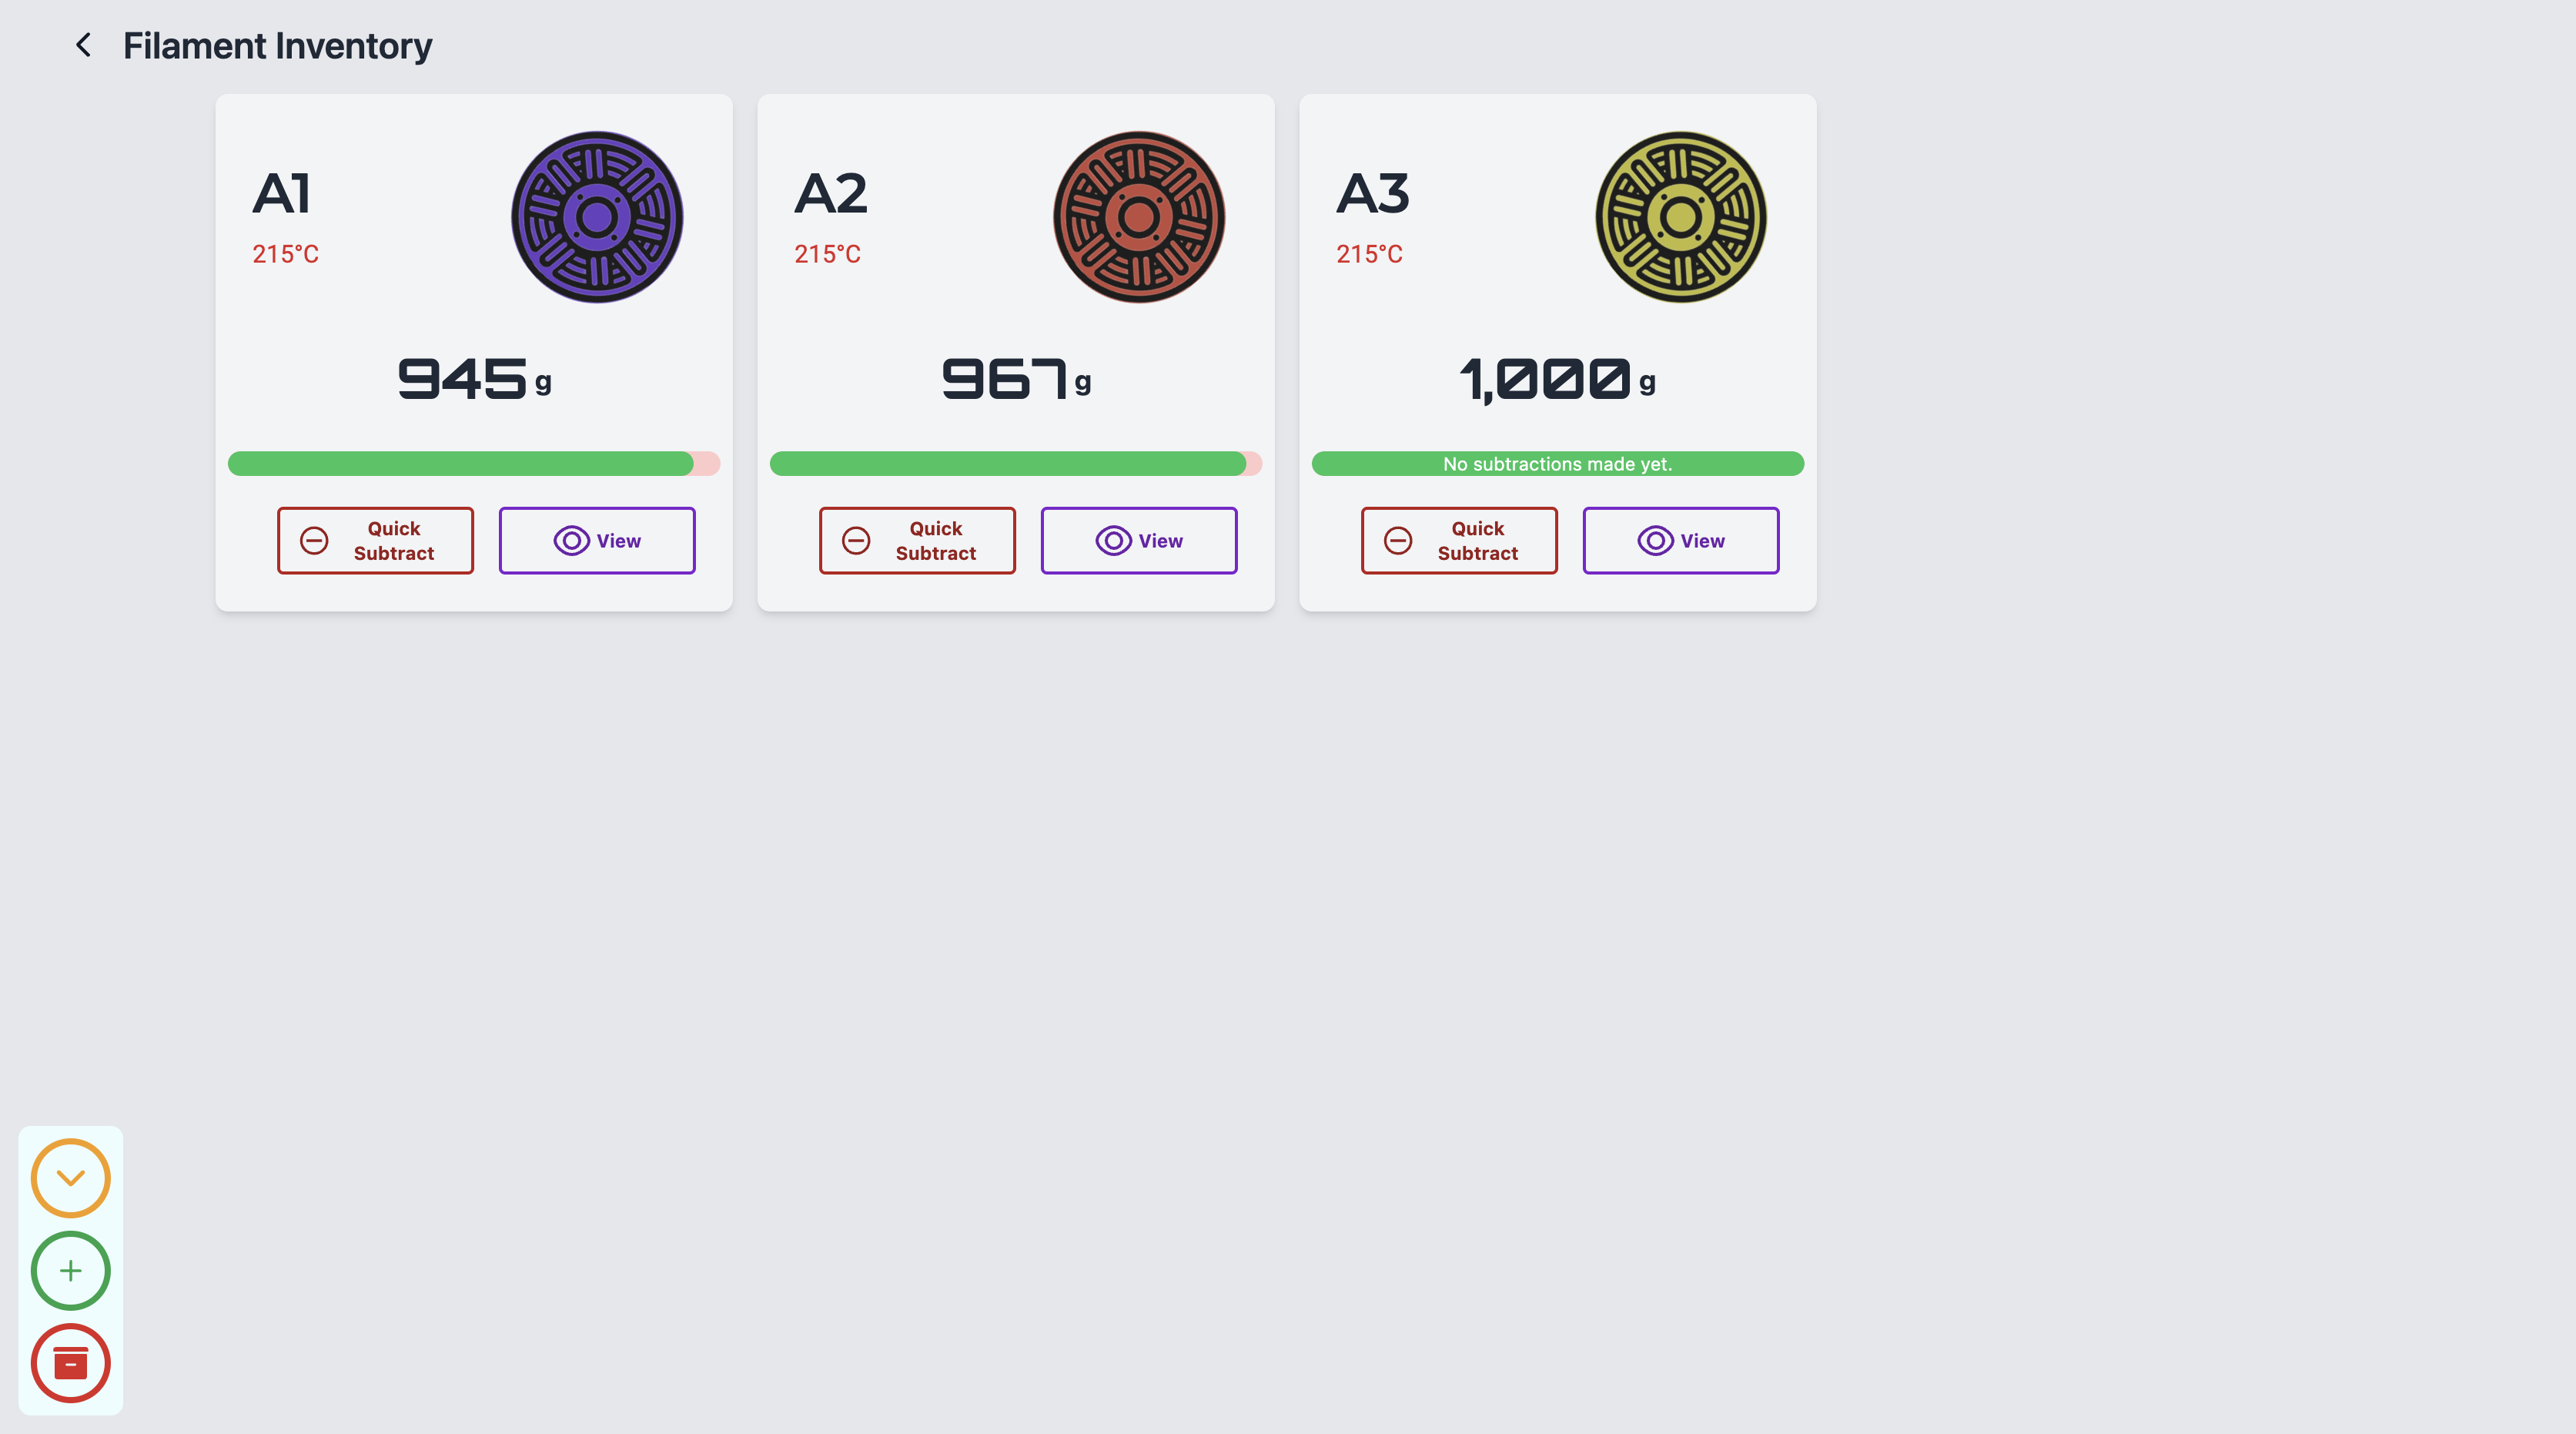 Filament Inventory
A1
215°C
945 g
Quick
Subtract
View
A2
215°C
967 g
Quick
Subtract
View
A3
215°C
1,000 g
No subtractions made yet.
Quick
Subtract
View